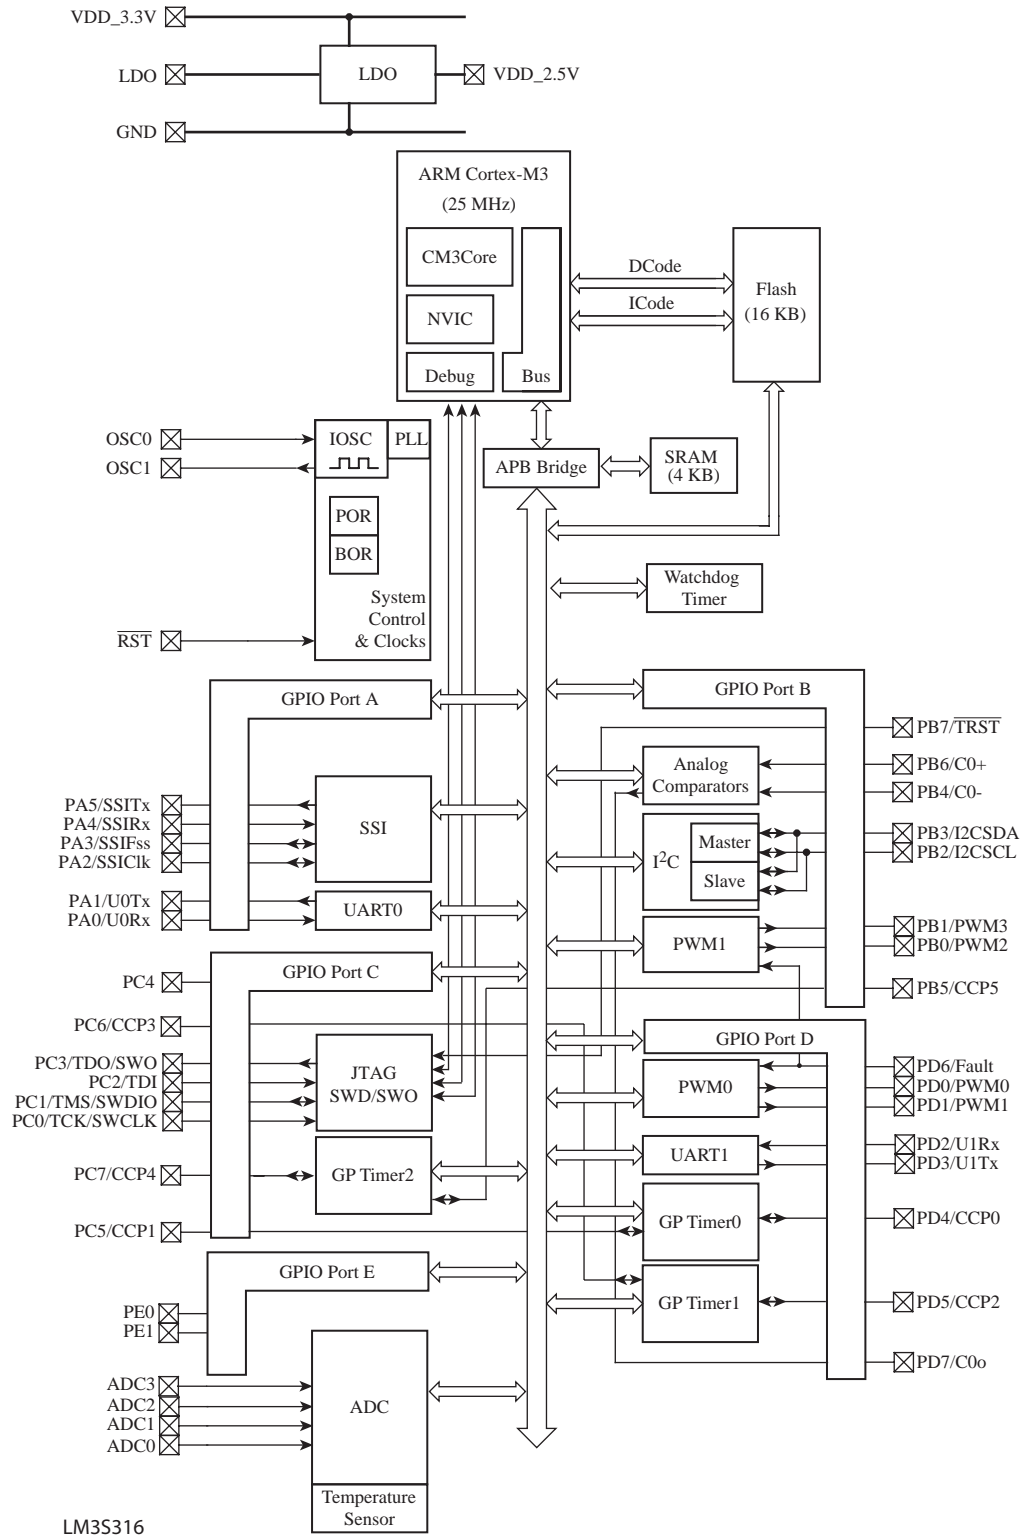 VDD_3.3V
LDO
LDO
VDD_2.5V
GND
ARM Cortex-M3
(25 MHz)
CM3Core
NVIC
Debug
Bus
DCode
ICode
Flash
(16 KB)
OSC0
OSC1
IOSC
PLL
POR
BOR
System
Control
& Clocks
RST
APB Bridge
SRAM
(4 KB)
Watchdog
Timer
GPIO Port A
PA5/SSITx
PA4/SSIRx
PA3/SSIFss
PA2/SSIClk
SSI
PA1/U0Tx
PA0/U0Rx
UART0
GPIO Port B
PB7/TRST
Analog
Comparators
PB6/C0+
PB4/C0-
I²C
Master
Slave
PB3/I2CSDA
PB2/I2CSCL
PWM1
PB1/PWM3
PB0/PWM2
PB5/CCP5
GPIO Port C
PC4
PC6/CCP3
PC3/TDO/SWO
PC2/TDI
PC1/TMS/SWDIO
PC0/TCK/SWCLK
JTAG
SWD/SWO
PC7/CCP4
GP Timer2
PC5/CCP1
GPIO Port D
PD6/Fault
PWM0
PD0/PWM0
PD1/PWM1
UART1
PD2/U1Rx
PD3/U1Tx
GP Timer0
PD4/CCP0
GP Timer1
PD5/CCP2
PD7/C0o
GPIO Port E
PE0
PE1
ADC3
ADC2
ADC1
ADC0
ADC
Temperature
Sensor
LM3S316